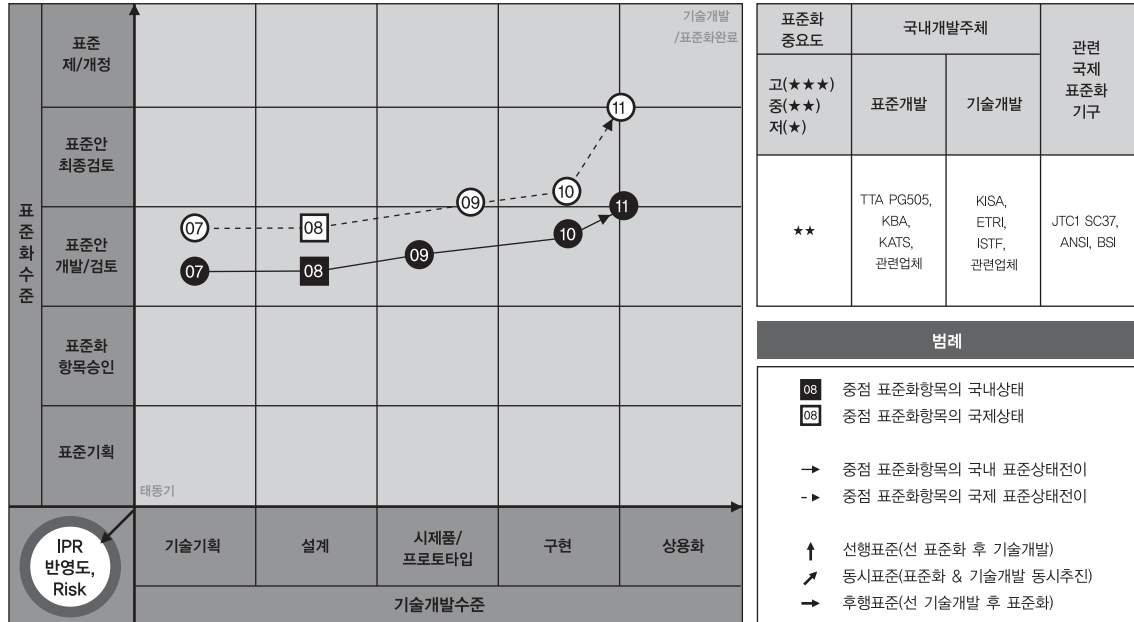 표준
제/개정
표준안
최종검토
표준화수준
표준안
개발/검토
표준화
항목승인
표준기획
기술개발
/표준화완료
11
07
08
09
10
07
08
09
10
11
태동기
IPR
반영도,
Risk
기술기획
설계
시제품/
프로토타입
구현
상용화
기술개발수준
표준화
중요도
국내개발주체
관련
국제
표준화
기구
고(★★★)
중(★★)
저(★)
표준개발
기술개발
★★
TTA PG505,
KBA,
KATS,
관련업체
KISA,
ETRI,
ISTF,
관련업체
JTC1 SC37,
ANSI, BSI
범례
08 중점 표준화항목의 국내상태
08 중점 표준화항목의 국제상태
중점 표준화항목의 국내 표준상태전이
중점 표준화항목의 국제 표준상태전이
선행표준(선 표준화 후 기술개발)
동시표준(표준화 & 기술개발 동시추진)
후행표준(선 기술개발 후 표준화)